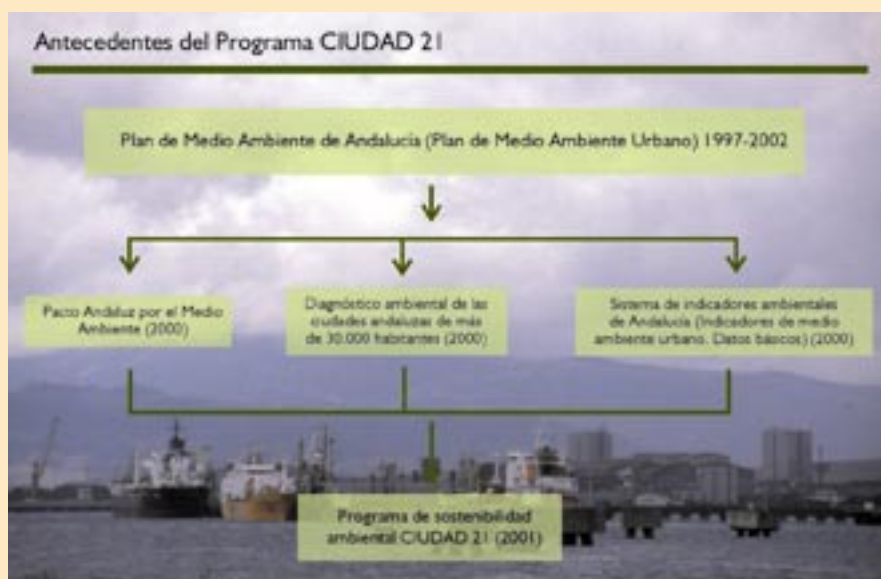 Antecedentes del Programa CIUDAD 21
Plan de Medio Ambiente de Andalucía (Plan de Medio Ambiente Urbano) 1997-2002
Pacto Andaluz por el Medio
Ambiente (2000)
Diagnóstico ambiental de las
ciudades andaluzas de más
de 30.000 habitantes (2000)
Sistema de indicadores ambientales
de Andalucía (Indicadores de medio
ambiente urbano. Datos básicos) (2000)
Programa de sostenibilidad
ambiental CIUDAD 21 (2001)